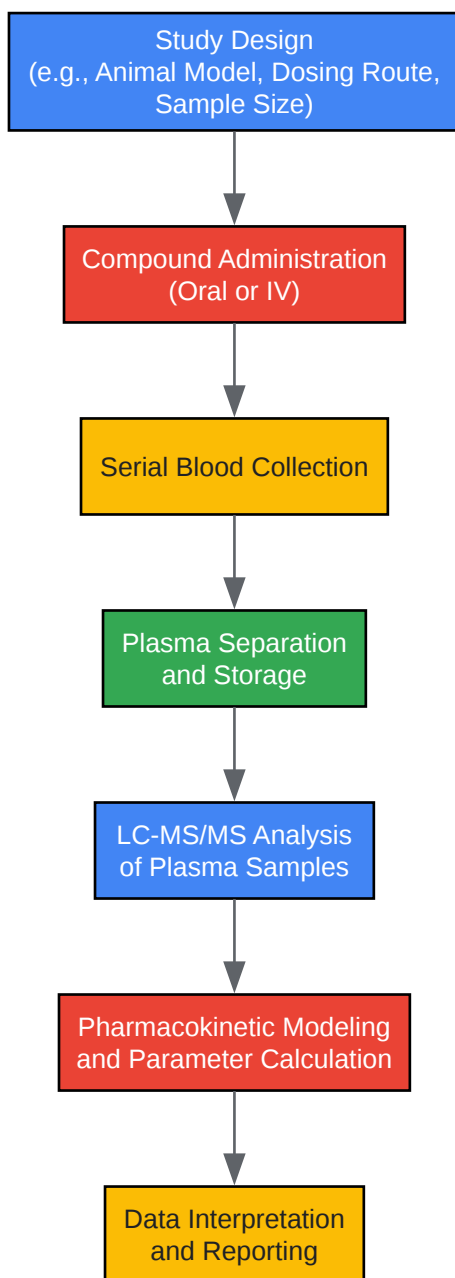 Study Design
(e.g., Animal Model, Dosing Route,
Sample Size)
Compound Administration
(Oral or IV)
Serial Blood Collection
Plasma Separation
and Storage
LC-MS/MS Analysis
of Plasma Samples
Pharmacokinetic Modeling
and Parameter Calculation
Data Interpretation
and Reporting